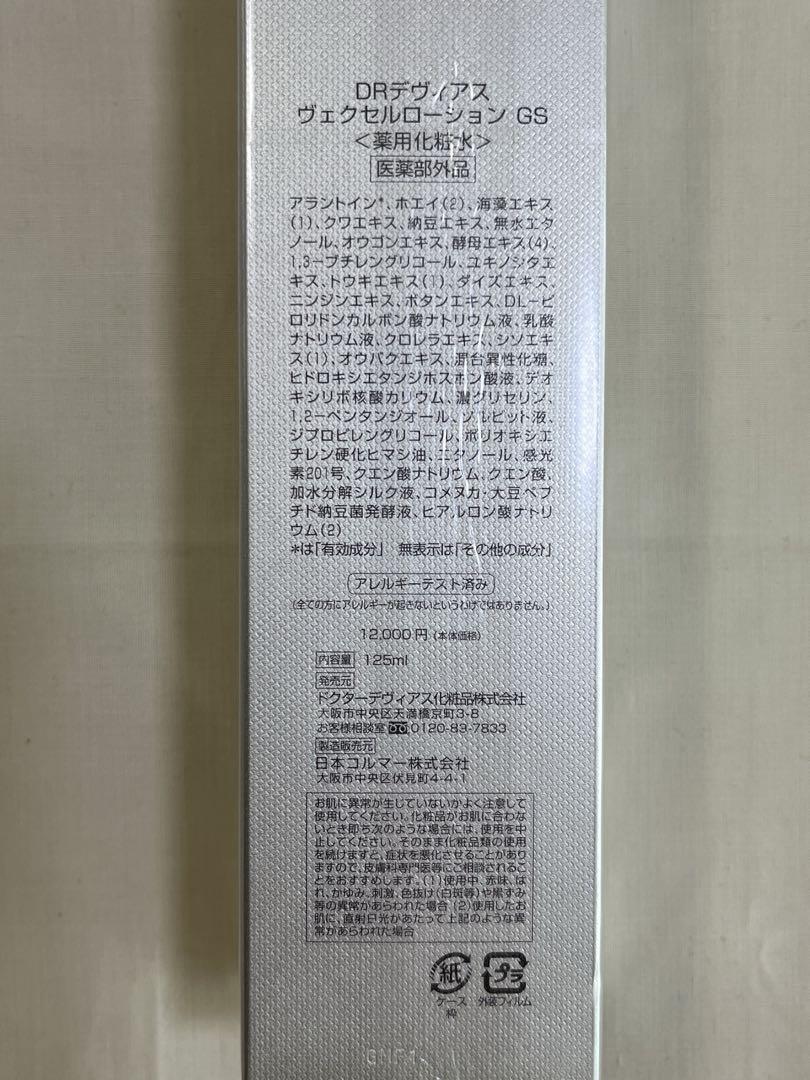 DRデヴィアス
ヴェクセルローション GS
＜薬用化粧水＞
医薬部外品
アラントイン*、ホエイ(2)、海藻エキス
(1)、クワエキス、納豆エキス、無水エタ
ノール、オウゴンエキス、酵母エキス(4)、
1,3－ブチレングリコール、ユキノシタエ
キス、トウキエキス(1)、ダイズエキス、
ニンジンエキス、ボタンエキス、DL－ピ
ロリドンカルボン酸ナトリウム液、乳酸
ナトリウム液、クロレラエキス、シソエキ
ス(1)、オウバクエキス、混合異性化糖、
ヒドロキシエタンジホスホン酸液、デオ
キシリボ核酸カリウム、濃グリセリン、
1,2－ペンタンジオール、ソルビット液、
ジプロピレングリコール、ポリオキシエ
チレン硬化ヒマシ油、エタノール、感光
素201号、クエン酸ナトリウム、クエン酸、
加水分解シルク液、コメヌカ・大豆ペプ
チド納豆菌発酵液、ヒアルロン酸ナトリ
ウム(2)
*は「有効成分」 無表示は「その他の成分」
アレルギーテスト済み
(全ての方にアレルギーが起きないというわけではありません。)
12,000円(本体価格)
内容量 125ml
発売元
ドクターデヴィアス化粧品株式会社
大阪市中央区天満橋京町3-8
お客様相談室 0120-83-7833
製造販売元
日本コルマー株式会社
大阪市中央区伏見町4-4-1
お肌に異常が生じていないかよく注意して
使用してください。化粧品がお肌に合わな
いとき即ち次のような場合には、使用を中
止してください。そのまま化粧品類の使用
を続けますと、症状を悪化させることがあり
ますので、皮膚科専門医等にご相談されるこ
とをおすすめします。(1)使用中、赤味、は
れ、かゆみ、刺激、色抜け(白斑等)や黒ずみ
等の異常があらわれた場合 (2)使用したお
肌に、直射日光があたって上記のような異
常があらわれた場合
紙 プラ
ケース 外装フィルム
枠